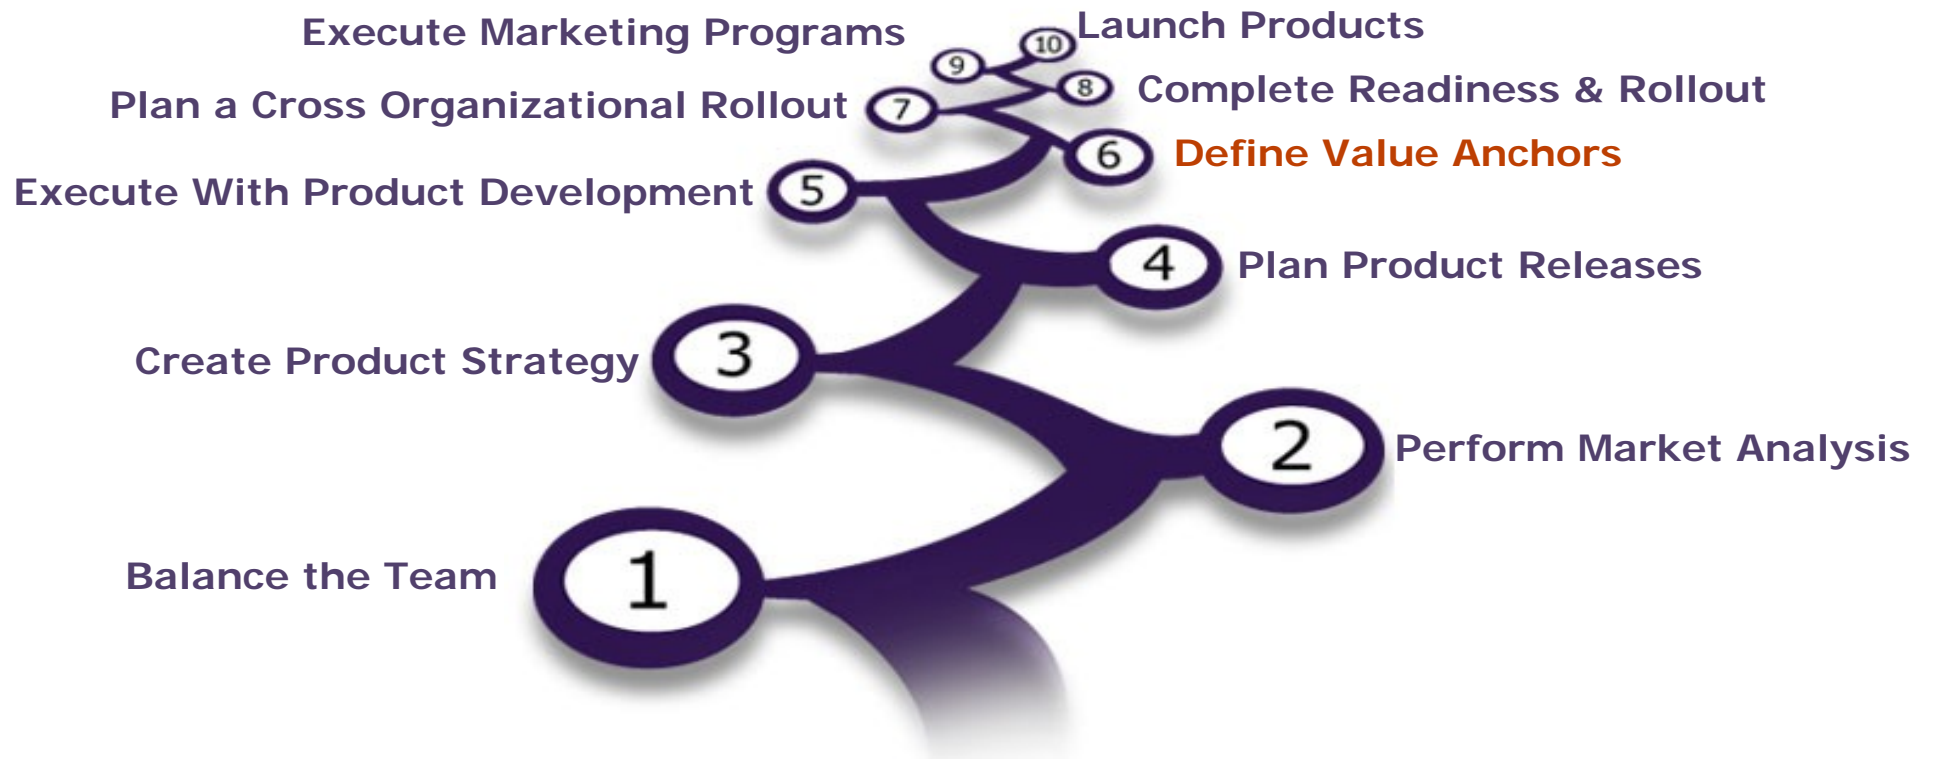 Execute Marketing Programs
9
10
Launch Products
Plan a Cross Organizational Rollout
7
8
Complete Readiness & Rollout
6
Define Value Anchors
Execute With Product Development
5
4
Plan Product Releases
Create Product Strategy
3
2
Perform Market Analysis
Balance the Team
1